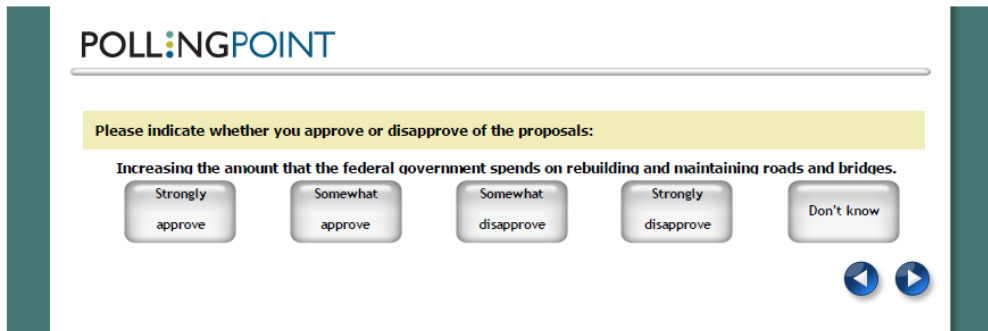 POLLINGPOINT
Please indicate whether you approve or disapprove of the proposals:
Increasing the amount that the federal government spends on rebuilding and maintaining roads and bridges.
Strongly
approve
Somewhat
approve
Somewhat
disapprove
Strongly
disapprove
Don't know